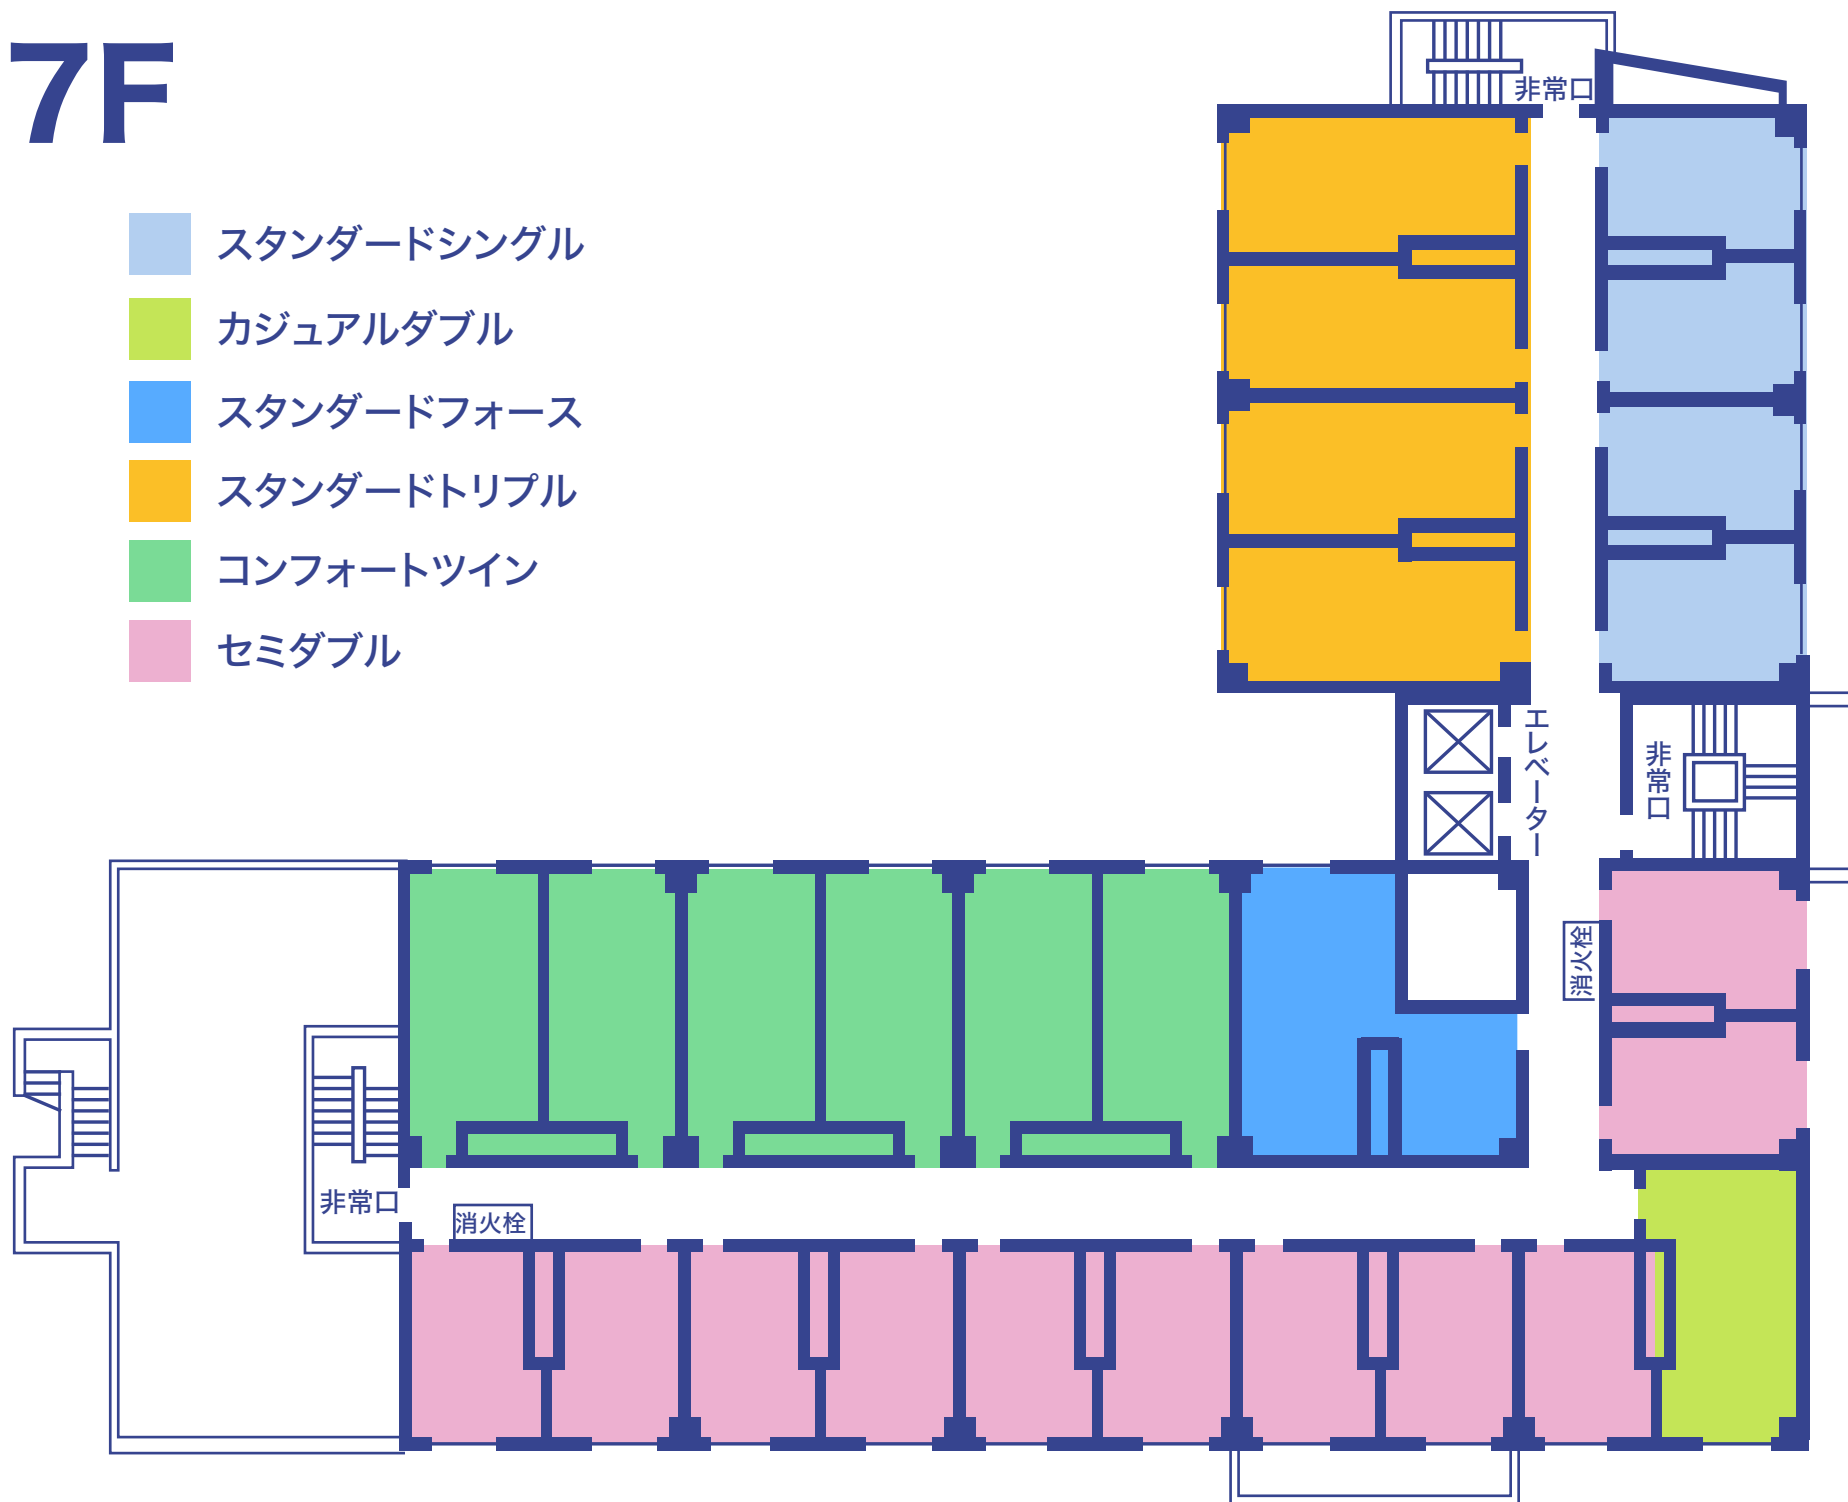 7F
非常口
スタンダードシングル
カジュアルダブル
スタンダードフォース
スタンダードトリプル
コンフォートツイン
セミダブル
エレベーター
非常口
消火栓
非常口
消火栓